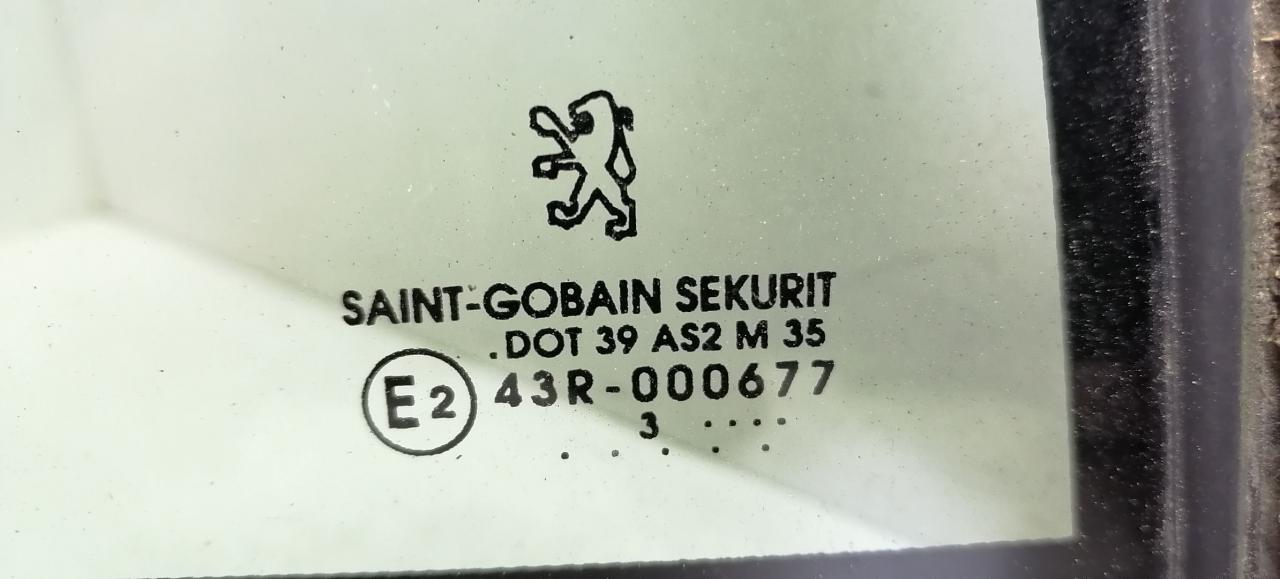 SAINT-GOBAIN SEKURIT
.DOT 39 AS2 M 35
E2 43R-000677
3 ....
. . . . .